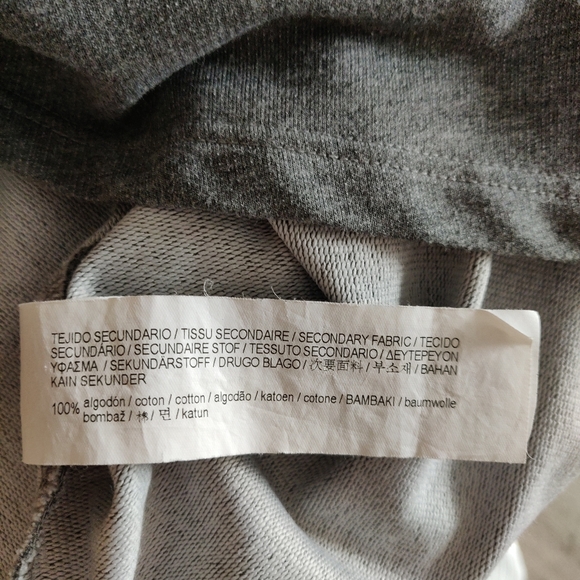 TEJIDO SECUNDARIO / TISSU SECONDAIRE / SECONDARY FABRIC / TECIDO
SECUNDÁRIO / SECUNDAIRE STOF / TESSUTO SECONDARIO / ΔΕΥΤΕΡΕΥΟΝ
ΥΦΑΣΜΑ / SEKUNDÄRSTOFF / DRUGO BLAGO / 次要面料 / 부소재 / BAHAN
KAIN SEKUNDER
100% algodón / coton / cotton / algodão / katoen / cotone / BAMBAKI / baumwolle
bombaž / 棉 / 면 / katun